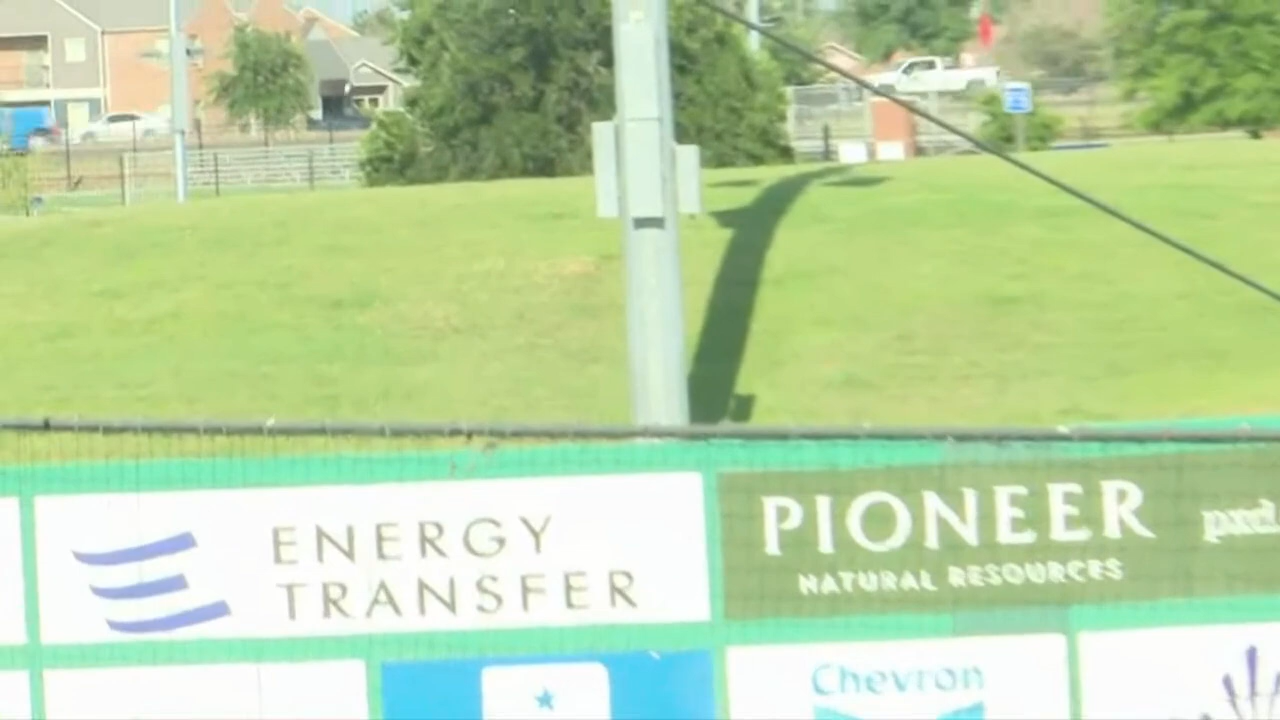 ENERGY
TRANSFER
PIONEER
NATURAL RESOURCES
Chevron